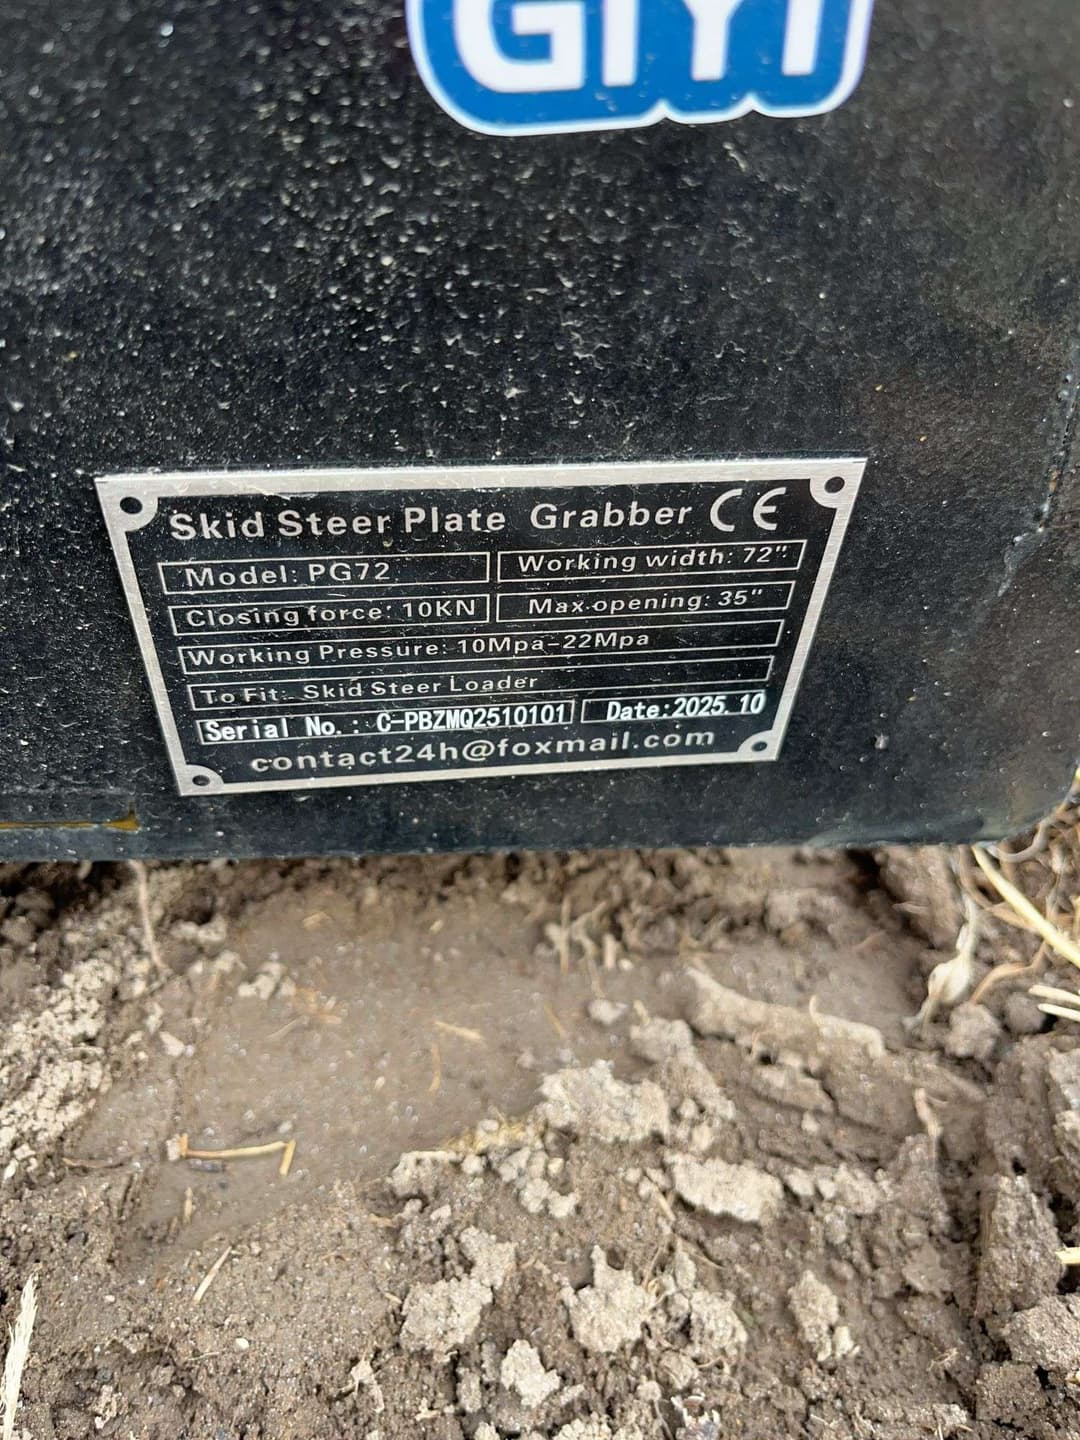 GIYI
Skid Steer Plate Grabber CE
Model: PG72 Working width: 72"
Closing force: 10KN Max.opening: 35"
Working Pressure: 10Mpa-22Mpa
To Fit: Skid Steer Loader
Serial No.: C-PBZMQ2510101 Date:2025.10
contact24h@foxmail.com